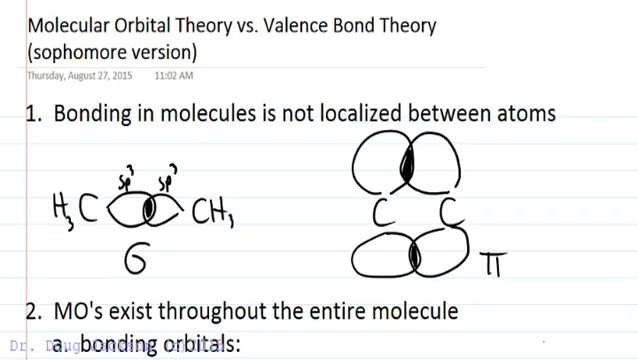 Molecular Orbital Theory vs. Valence Bond Theory
(sophomore version)
Thursday, August 27, 2015 11:02 AM
1. Bonding in molecules is not localized between atoms
sp³ sp³
H₃C CH₃
C C
σ
π
2. MO's exist throughout the entire molecule
a. bonding orbitals:
Dr. Doug